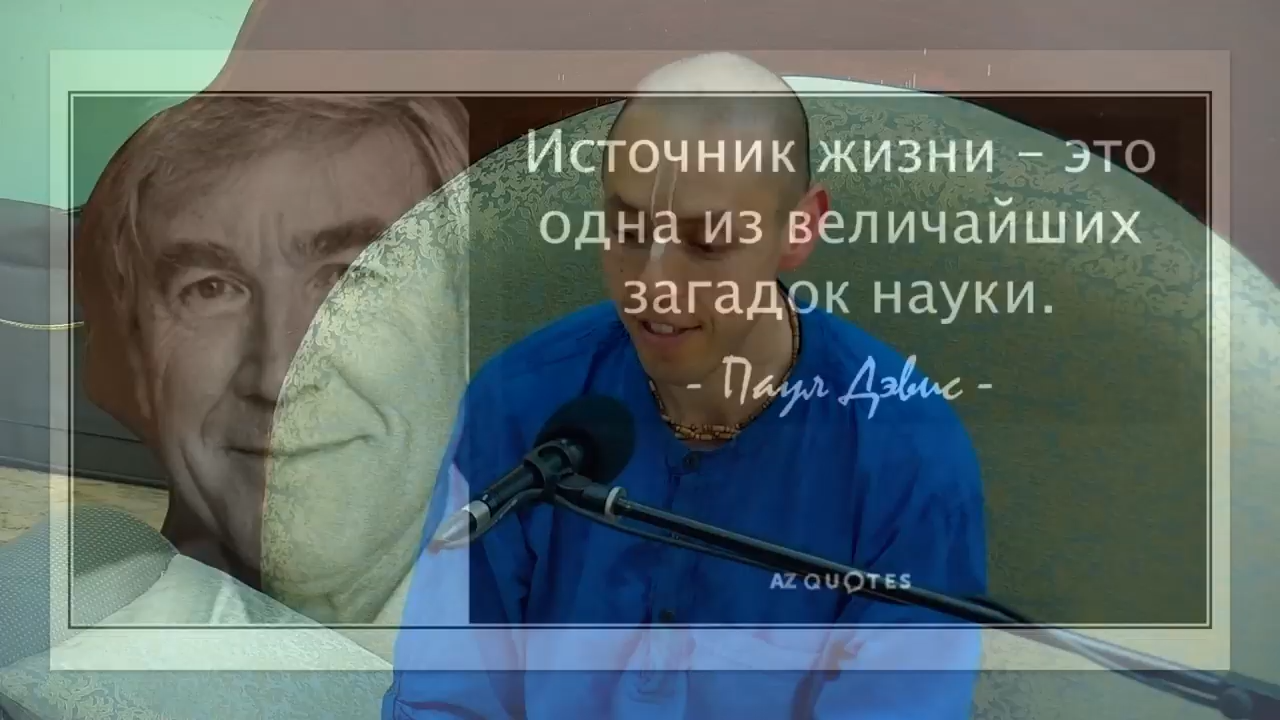 Источник жизни – это
одна из величайших
загадок науки.
- Паул Дэвис -
AZ QUOTES